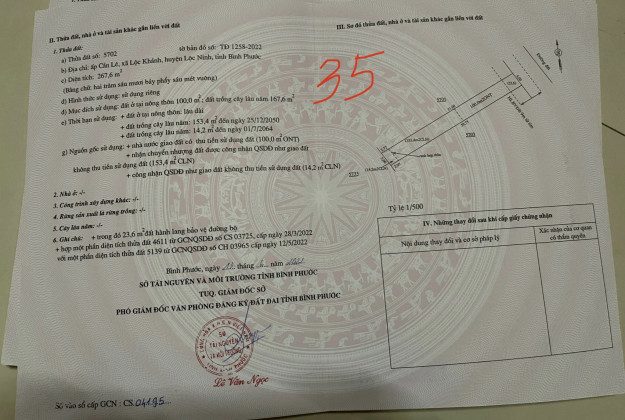 II. Thửa đất, nhà ở và tài sản khác gắn liền với đất
1. Thửa đất:
a) Thửa đất số: 5702 tờ bản đồ số: TĐ 1258-2022
b) Địa chỉ: ấp Cần Lê, xã Lộc Khánh, huyện Lộc Ninh, tỉnh Bình Phước
c) Diện tích: 267,6 m²
(Bằng chữ: hai trăm sáu mươi bảy phẩy sáu mét vuông)
d) Hình thức sử dụng: sử dụng riêng
đ) Mục đích sử dụng: đất ở tại nông thôn 100,0 m²; đất trồng cây lâu năm 167,6 m²
e) Thời hạn sử dụng: + đất ở tại nông thôn: lâu dài
+ đất trồng cây lâu năm: 153,4 m² đến ngày 25/12/2050
+ đất trồng cây lâu năm: 14,2 m² đến ngày 01/7/2064
g) Nguồn gốc sử dụng: + nhà nước giao đất có thu tiền sử dụng đất (100,0 m² ONT)
+ nhận chuyển nhượng đất được công nhận QSDĐ như giao đất
không thu tiền sử dụng đất (153,4 m² CLN)
+ công nhận QSDĐ như giao đất không thu tiền sử dụng đất (14,2 m² CLN)
2. Nhà ở: -/-
3. Công trình xây dựng khác: -/-
4. Rừng sản xuất là rừng trồng: -/-
5. Cây lâu năm: -/-
6. Ghi chú: + trong đó 23,6 m² đất hành lang bảo vệ đường bộ
+ hợp một phần diện tích thửa đất 4611 từ GCNQSDĐ số CS 03725, cấp ngày 28/3/2022
với một phần diện tích thửa đất 5139 từ GCNQSDĐ số CH 03965 cấp ngày 12/5/2022
Bình Phước, ngày tháng năm
SỞ TÀI NGUYÊN VÀ MÔI TRƯỜNG TỈNH BÌNH PHƯỚC
TUQ. GIÁM ĐỐC SỞ
PHÓ GIÁM ĐỐC VĂN PHÒNG ĐĂNG KÝ ĐẤT ĐAI TỈNH BÌNH PHƯỚC
SỞ
TÀI NGUYÊN
VÀ MÔI TRƯỜNG
Lê Văn Ngọc
Số vào sổ cấp GCN: CS 04195
III. Sơ đồ thửa đất, nhà ở và tài sản khác gắn liền với đất
35
Tỷ lệ 1/500
IV. Những thay đổi sau khi cấp giấy chứng nhận
Nội dung thay đổi và cơ sở pháp lý
Xác nhận của cơ quan
có thẩm quyền